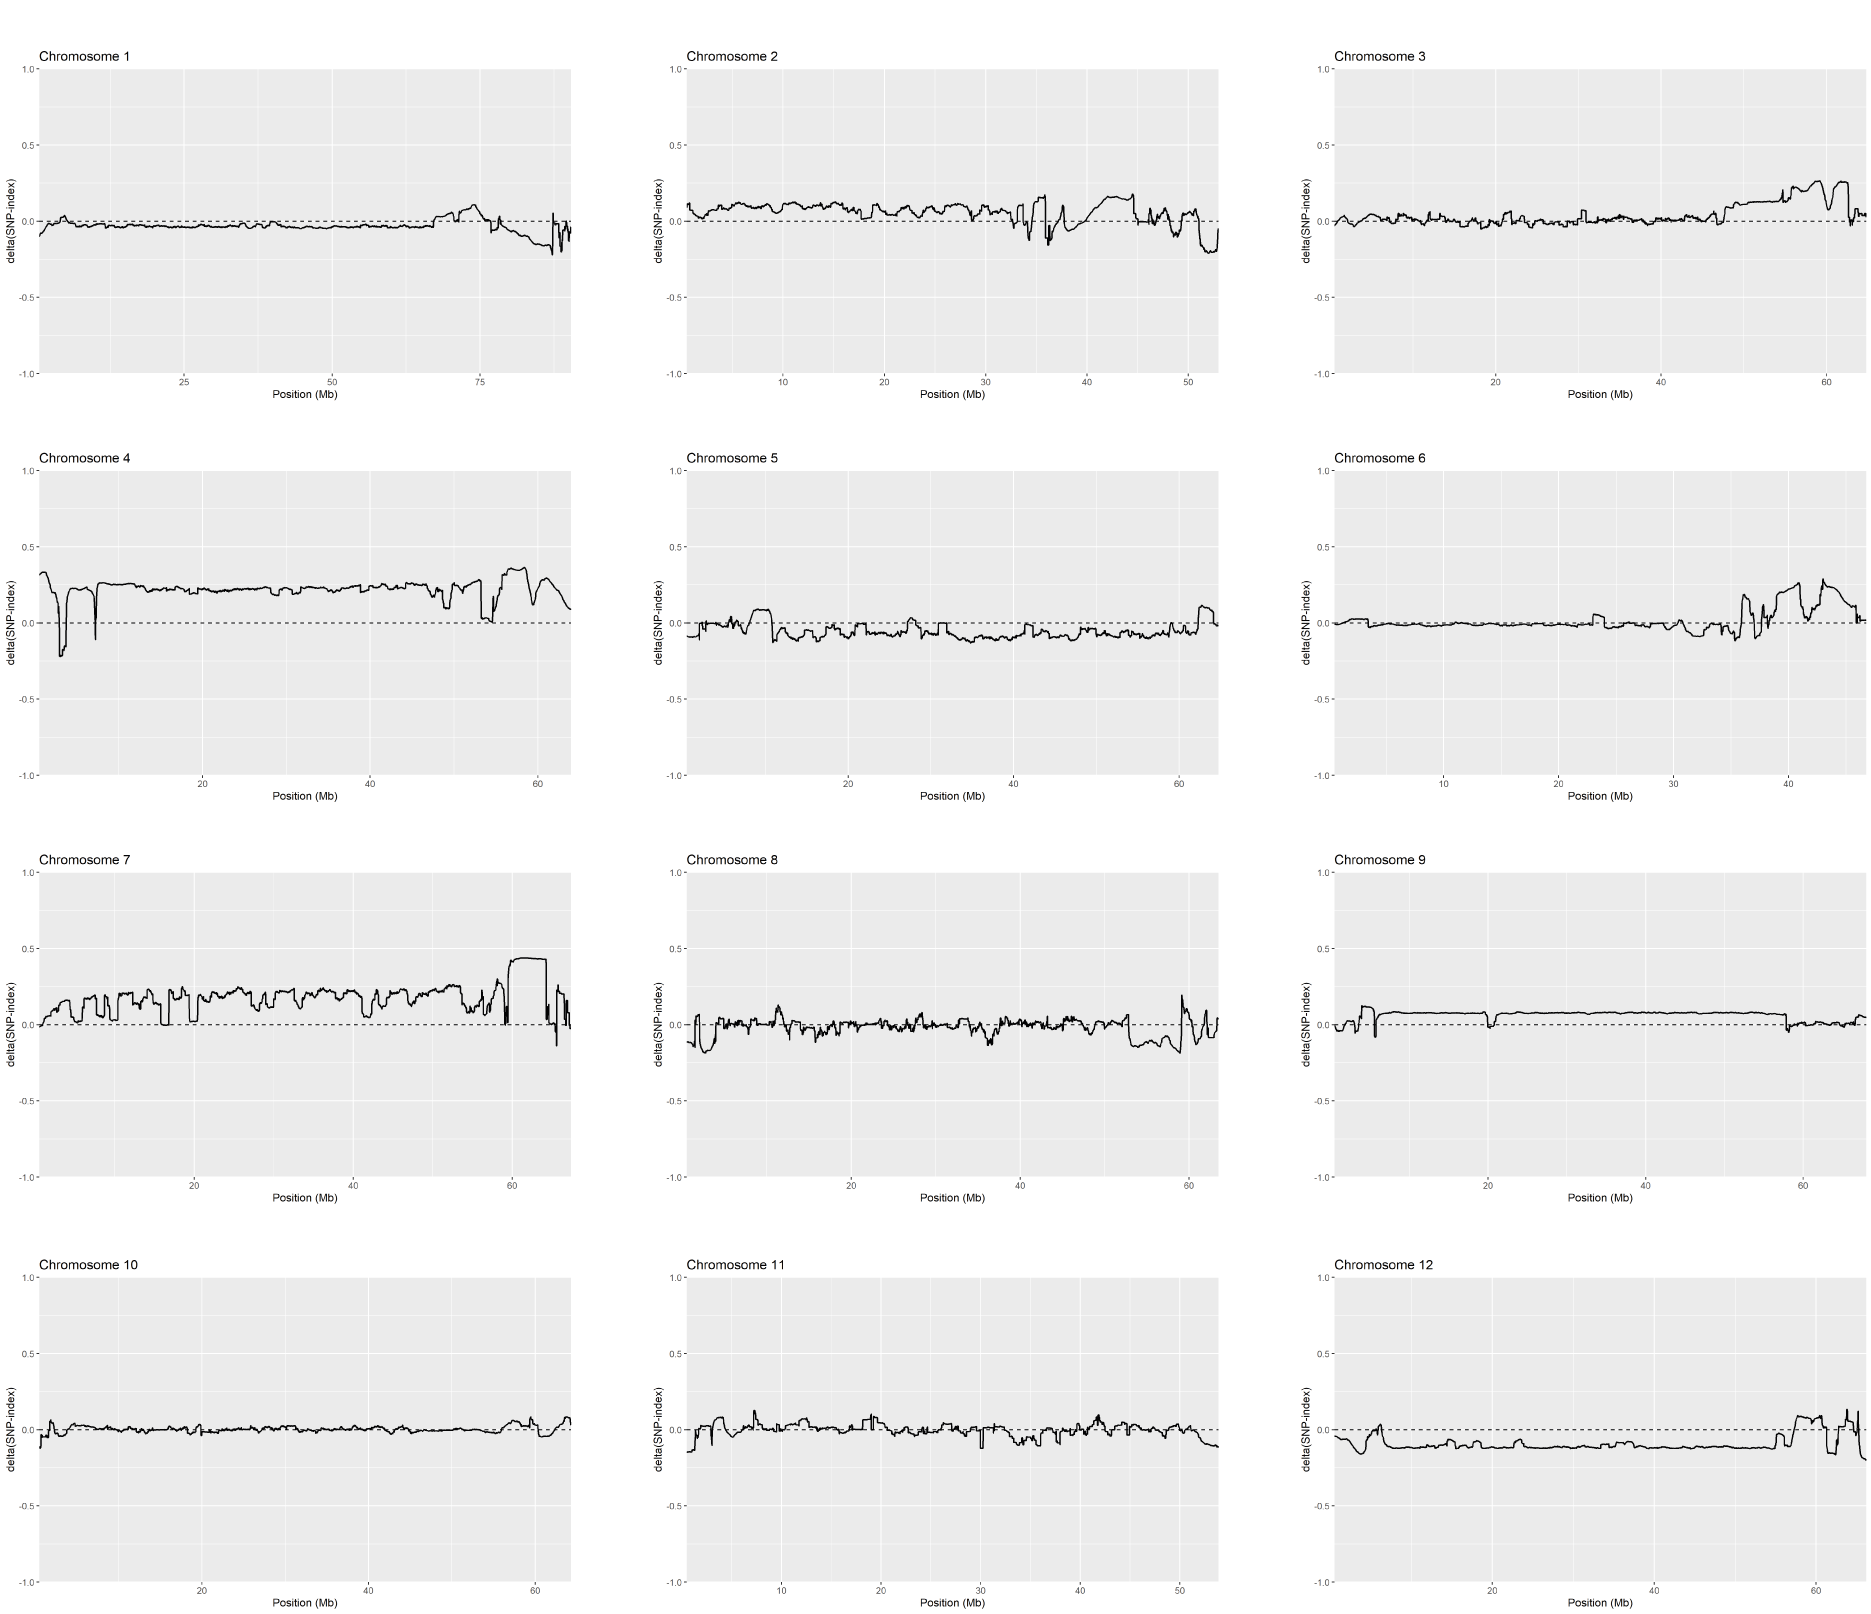 Chromosome 1
1.0
0.5
0.0
-0.5
-1.0
delta(SNP-index)
25 50 75
Position (Mb)
Chromosome 2
1.0
0.5
0.0
-0.5
-1.0
delta(SNP-index)
10 20 30 40 50
Position (Mb)
Chromosome 3
1.0
0.5
0.0
-0.5
-1.0
delta(SNP-index)
20 40 60
Position (Mb)
Chromosome 4
1.0
0.5
0.0
-0.5
-1.0
delta(SNP-index)
20 40 60
Position (Mb)
Chromosome 5
1.0
0.5
0.0
-0.5
-1.0
delta(SNP-index)
20 40 60
Position (Mb)
Chromosome 6
1.0
0.5
0.0
-0.5
-1.0
delta(SNP-index)
10 20 30 40
Position (Mb)
Chromosome 7
1.0
0.5
0.0
-0.5
-1.0
delta(SNP-index)
20 40 60
Position (Mb)
Chromosome 8
1.0
0.5
0.0
-0.5
-1.0
delta(SNP-index)
20 40 60
Position (Mb)
Chromosome 9
1.0
0.5
0.0
-0.5
-1.0
delta(SNP-index)
20 40 60
Position (Mb)
Chromosome 10
1.0
0.5
0.0
-0.5
-1.0
delta(SNP-index)
20 40 60
Position (Mb)
Chromosome 11
1.0
0.5
0.0
-0.5
-1.0
delta(SNP-index)
10 20 30 40 50
Position (Mb)
Chromosome 12
1.0
0.5
0.0
-0.5
-1.0
delta(SNP-index)
20 40 60
Position (Mb)